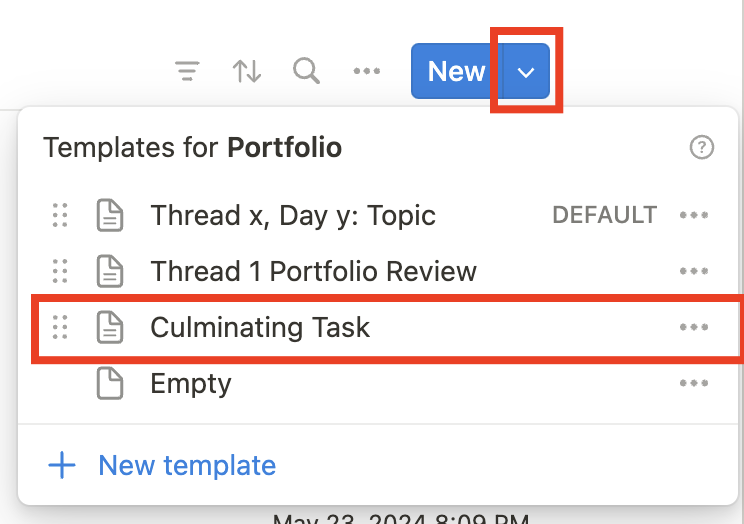 New
Templates for Portfolio
?
Thread x, Day y: Topic DEFAULT
Thread 1 Portfolio Review
Culminating Task
Empty
New template
May 23, 2024 8:09 PM